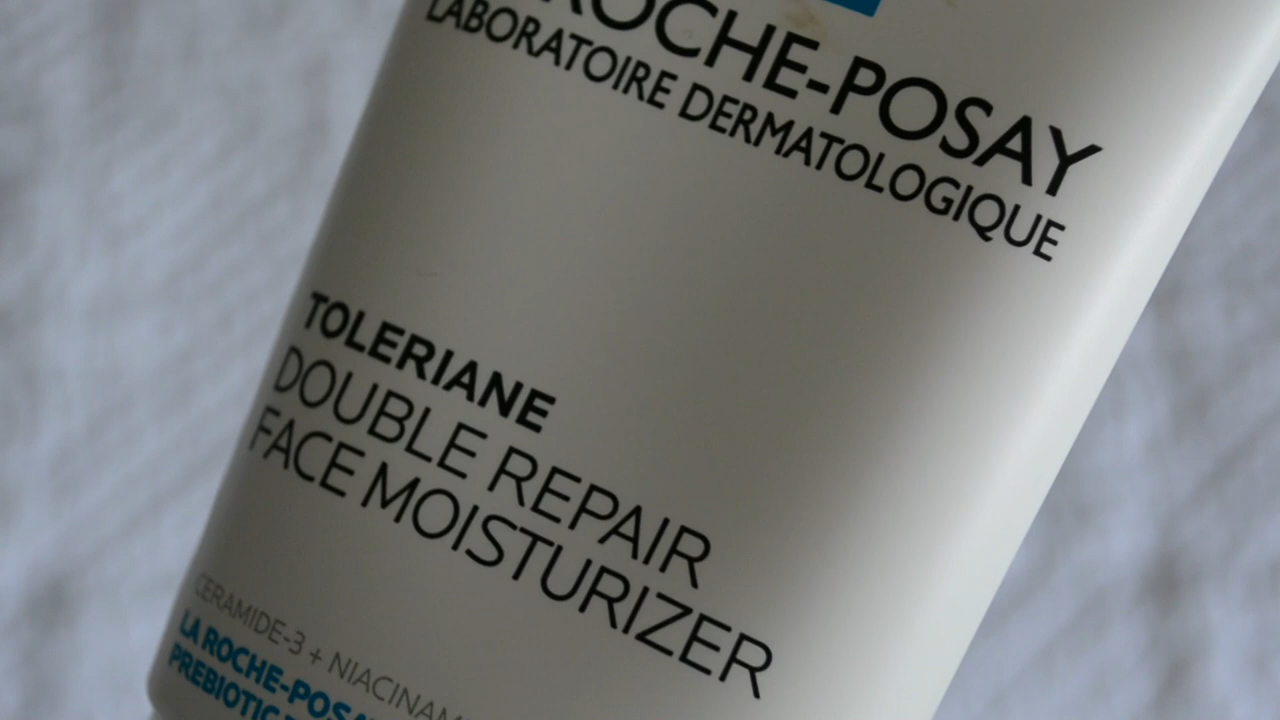 ROCHE-POSAY
LABORATOIRE DERMATOLOGIQUE
TOLERIANE
DOUBLE REPAIR
FACE MOISTURIZER
CERAMIDE-3 + NIACINAM
LA ROCHE-POSA
PREBIOTIC